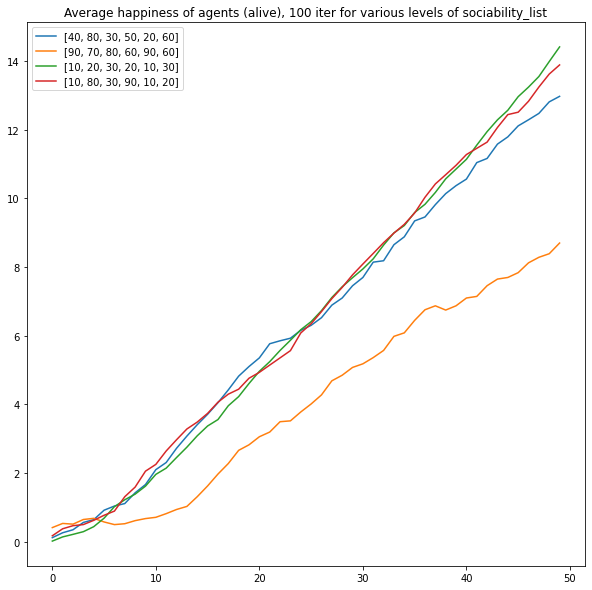 Average happiness of agents (alive), 100 iter for various levels of sociability_list
[40, 80, 30, 50, 20, 60]
[90, 70, 80, 60, 90, 60]
[10, 20, 30, 20, 10, 30]
[10, 80, 30, 90, 10, 20]
14
12
10
8
6
4
2
0
0 10 20 30 40 50